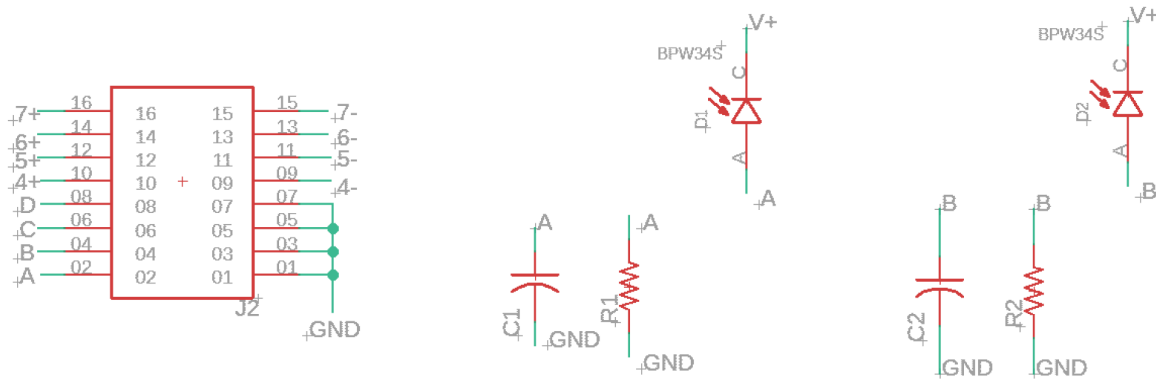 7+ 16 16 15 15 7-
6+ 14 14 13 13 6-
5+ 12 12 11 11 5-
4+ 10 10 09 09 4-
D 08 08 07 07
C 06 06 05 05
B 04 04 03 03
A 02 02 01 01
J2
GND
V+
BPW34S
C
D1
A
A
A
C1
GND
A
R1
GND
V+
BPW34S
C
D2
A
B
B
C2
GND
B
R2
GND